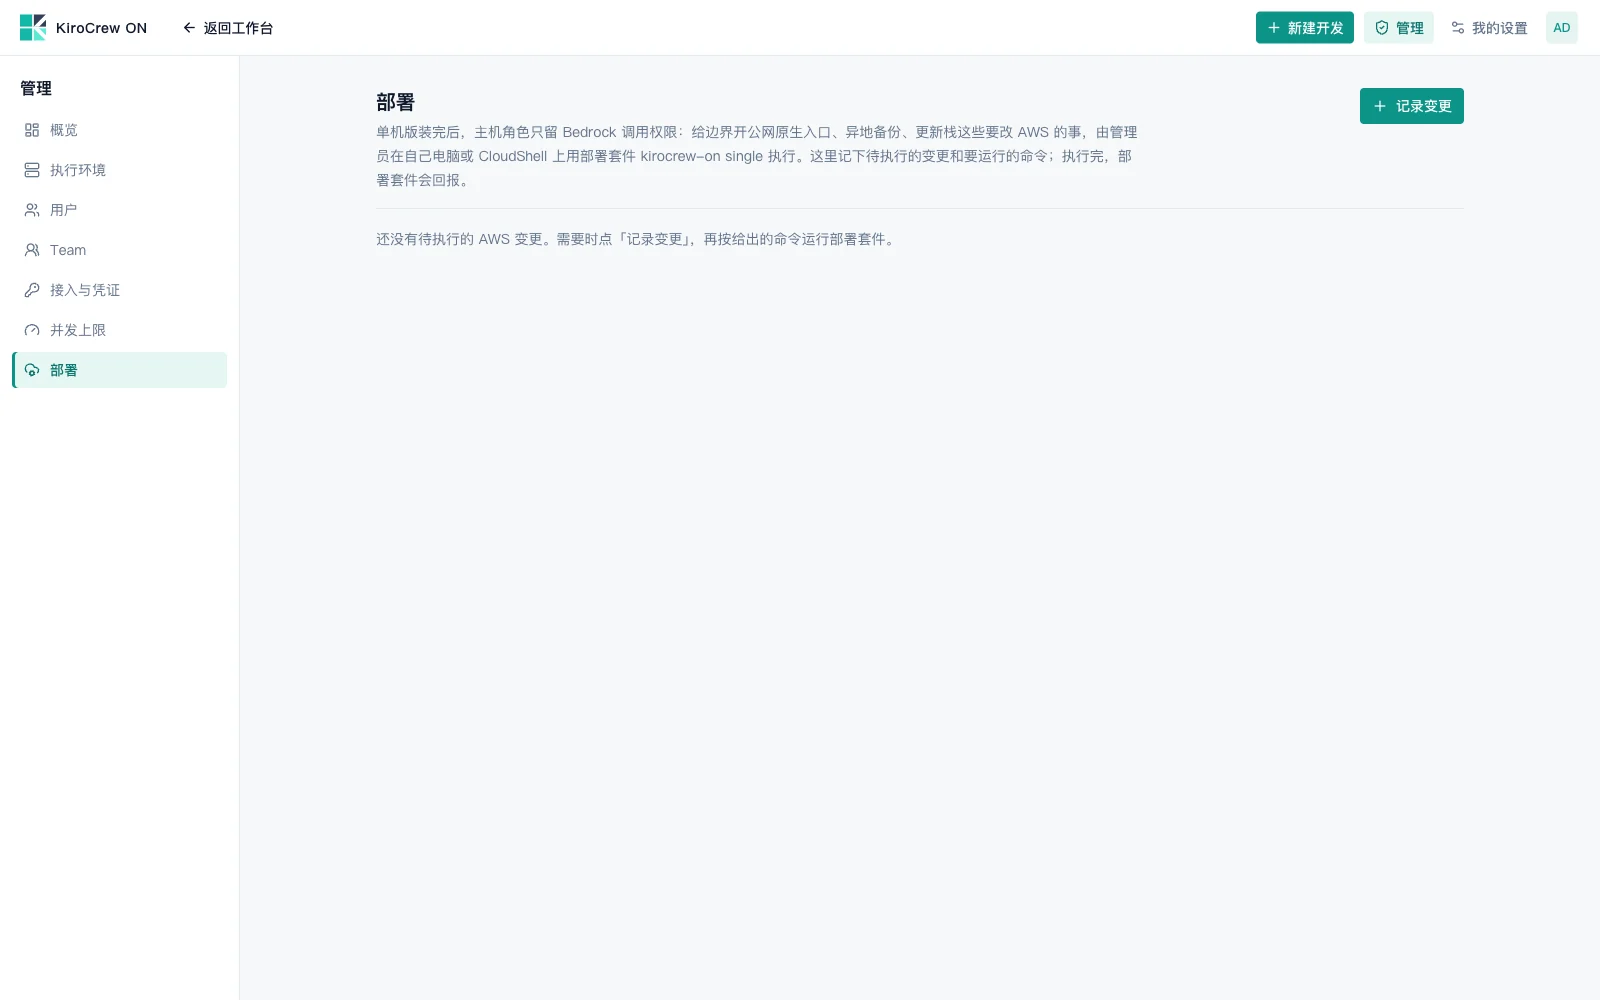 KiroCrew ON
返回工作台
新建开发
管理
我的设置
AD
管理
概览
执行环境
用户
Team
接入与凭证
并发上限
部署
部署
记录变更
单机版装完后，主机角色只留 Bedrock 调用权限：给边界开公网原生入口、异地备份、更新栈这些要改 AWS 的事，由管理
员在自己电脑或 CloudShell 上用部署套件 kirocrew-on single 执行。这里记下待执行的变更和要运行的命令；执行完，部
署套件会回报。
还没有待执行的 AWS 变更。需要时点「记录变更」，再按给出的命令运行部署套件。